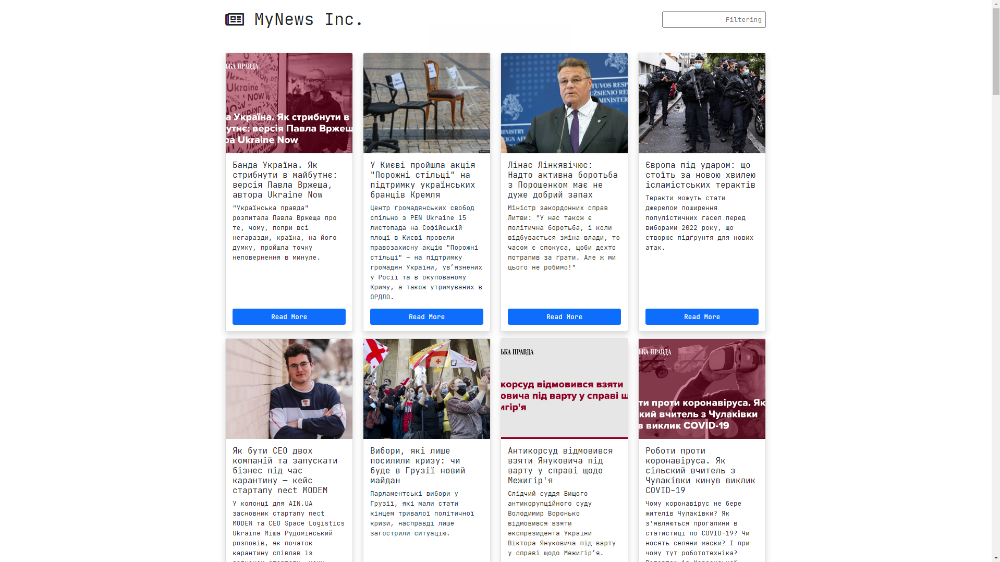 MyNews Inc.
Filtering
ЬКА ПРАВДА
Ukraine
Now
а Україна. Як стрибнути в
утнє: версія Павла Вржещ
ра Ukraine Now
TUVOS RESP
UŽSIENIO RE
MINISTER
MINISTRY
Банда Україна. Як
стрибнути в майбутнє:
версія Павла Вржеща,
автора Ukraine Now
"Українська правда"
розпитала Павла Вржеща про
те, чому, попри всі
негаразди, країна, на його
думку, пройшла точку
неповернення в минуле.
Read More
У Києві пройшла акція
"Порожні стільці" на
підтримку українських
бранців Кремля
Центр громадянських свобод
спільно з PEN Ukraine 15
листопада на Софійській
площі в Києві провели
правозахисну акцію "Порожні
стільці" – на підтримку
громадян України, ув’язнених
у Росії та в окупованому
Криму, а також утримуваних в
ОРДЛО.
Read More
Лінас Лінкявічюс:
Надто активна боротьба
з Порошенком має не
дуже добрий запах
Міністр закордонних справ
Литви: "У нас також є
політична боротьба, і коли
відбувається зміна влади, то
часом є спокуса, щоби дехто
потрапив за ґрати. Але ж ми
цього не робимо!"
Read More
Європа під ударом: що
стоїть за новою хвилею
ісламістських терактів
Теракти можуть стати
джерелом поширення
популістичних гасел перед
виборами 2022 року, що
створює підґрунтя для нових
атак.
Read More
ЬКА ПРАВДА
корсуд відмовився взяти
овича під варту у справі щ
игір'я
ЬКА ПРАВДА
ти проти коронавіруса. Як
кий вчитель з Чулаківки
в виклик COVID-19
Як бути CEO двох
компаній та запускати
бізнес під час
карантину — кейс
стартапу nect MODEM
У колонці для AIN.UA
засновник стартапу nect
MODEM та CEO Space Logistics
Ukraine Міша Рудомінський
розповів, як початок
карантину співпав із
Вибори, які лише
посилили кризу: чи
буде в Грузії новий
майдан
Парламентські вибори у
Грузії, які мали стати
кінцем тривалої політичної
кризи, насправді лише
загострили ситуацію.
Антикорсуд відмовився
взяти Януковича під
варту у справі щодо
Межигір'я
Слідчий суддя Вищого
антикорупційного суду
Володимир Воронько
відмовився взяти
експрезидента України
Віктора Януковича під варту
у справі щодо Межигір’я.
Роботи проти
коронавіруса. Як
сільский вчитель з
Чулаківки кинув виклик
COVID-19
Чому коронавірус не бере
жителів Чулаківки? Як
з'являються прогалини в
статистиці по COVID-19? Чи
носять селяни маски? І при
чому тут робототехніка?